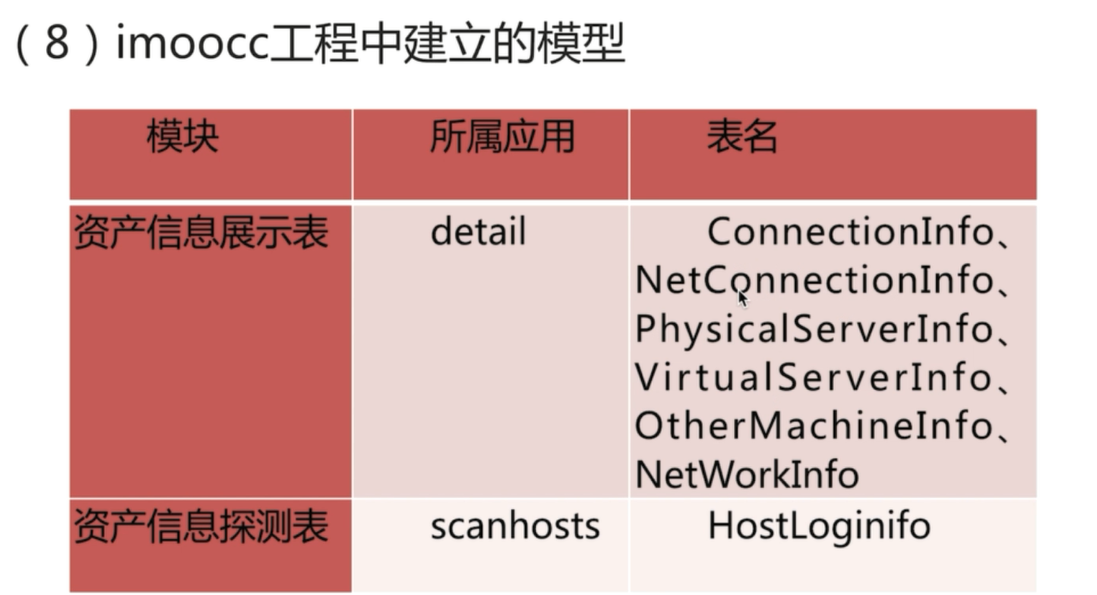 （8）imoocc工程中建立的模型
模块 所属应用 表名
资产信息展示表 detail ConnectionInfo、
NetConnectionInfo、
PhysicalServerInfo、
VirtualServerInfo、
OtherMachineInfo、
NetWorkInfo
资产信息探测表 scanhosts HostLoginifo